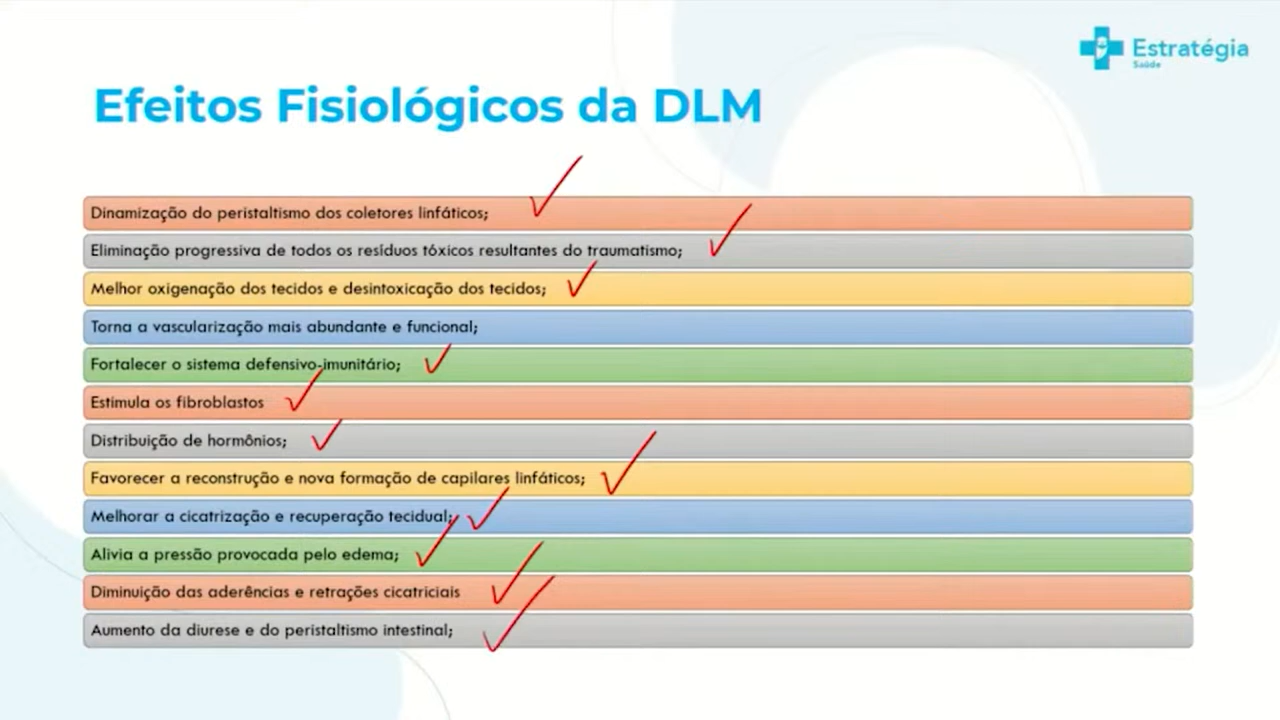 Estratégia
Saúde
Efeitos Fisiológicos da DLM
Dinamização do peristaltismo dos coletores linfáticos;
Eliminação progressiva de todos os resíduos tóxicos resultantes do traumatismo;
Melhor oxigenação dos tecidos e desintoxicação dos tecidos;
Torna a vascularização mais abundante e funcional;
Fortalecer o sistema defensivo-imunitário;
Estimula os fibroblastos
Distribuição de hormônios;
Favorecer a reconstrução e nova formação de capilares linfáticos;
Melhorar a cicatrização e recuperação tecidual;
Alivia a pressão provocada pelo edema;
Diminuição das aderências e retrações cicatriciais
Aumento da diurese e do peristaltismo intestinal;